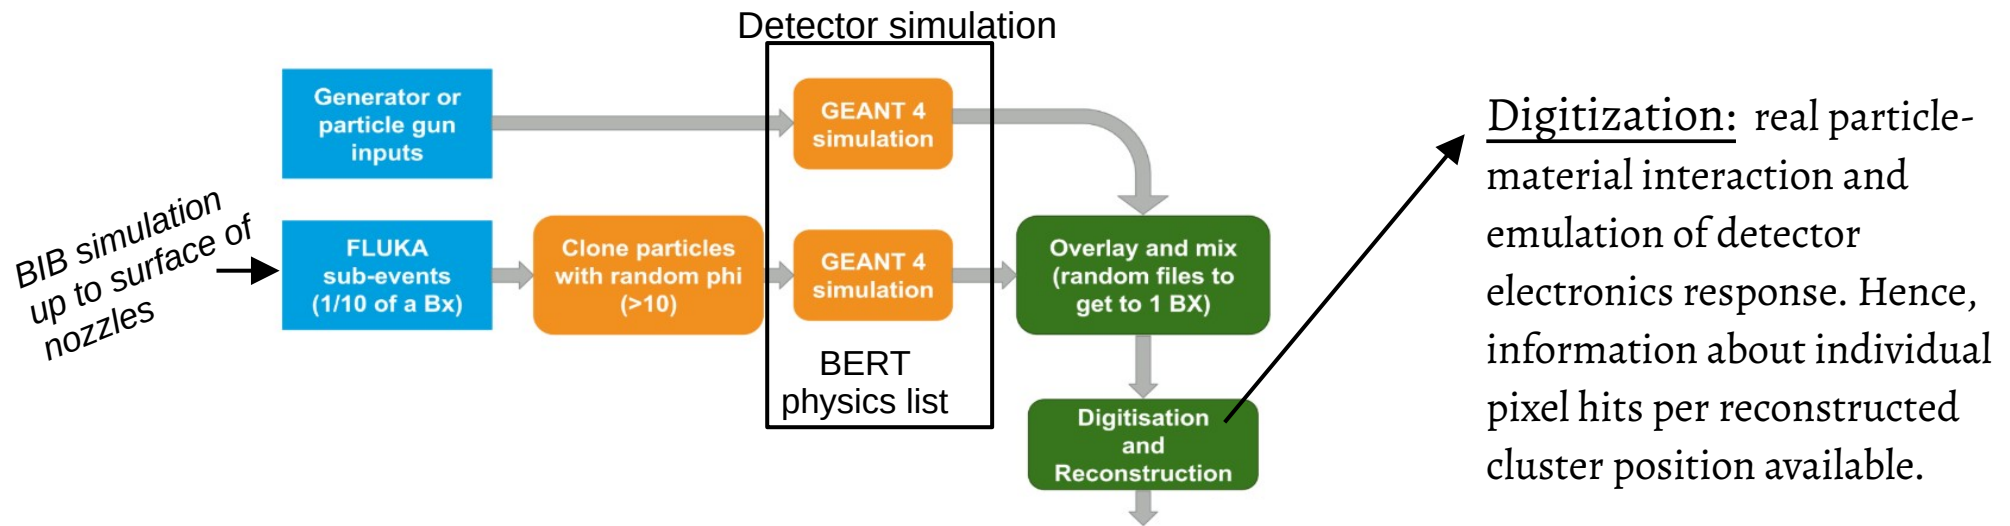 Detector simulation
Generator or
particle gun
inputs
GEANT 4
simulation
BIB simulation
up to surface of
nozzles
FLUKA
sub-events
(1/10 of a Bx)
Clone particles
with random phi
(>10)
GEANT 4
simulation
BERT
physics list
Overlay and mix
(random files to
get to 1 BX)
Digitisation
and
Reconstruction
Digitization: real particle-
material interaction and
emulation of detector
electronics response. Hence,
information about individual
pixel hits per reconstructed
cluster position available.